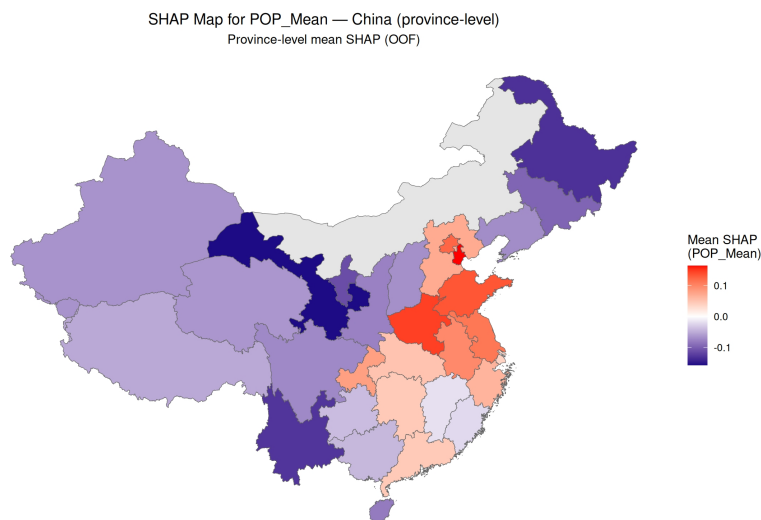 SHAP Map for POP_Mean — China (province-level)
Province-level mean SHAP (OOF)
Mean SHAP
(POP_Mean)
0.1
0.0
-0.1